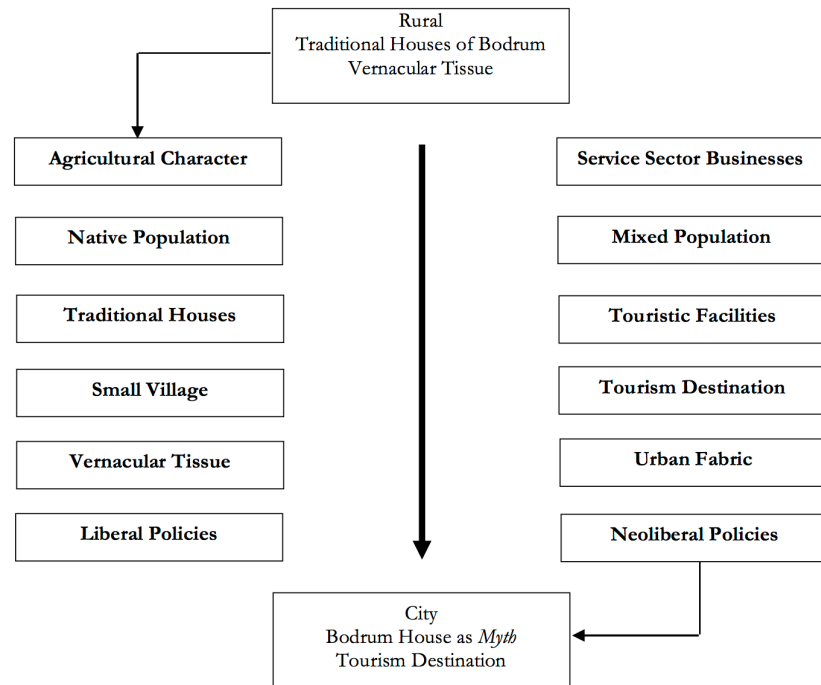 Rural
Traditional Houses of Bodrum
Vernacular Tissue
Agricultural Character
Service Sector Businesses
Native Population
Mixed Population
Traditional Houses
Touristic Facilities
Small Village
Tourism Destination
Vernacular Tissue
Urban Fabric
Liberal Policies
Neoliberal Policies
City
Bodrum House as Myth
Tourism Destination